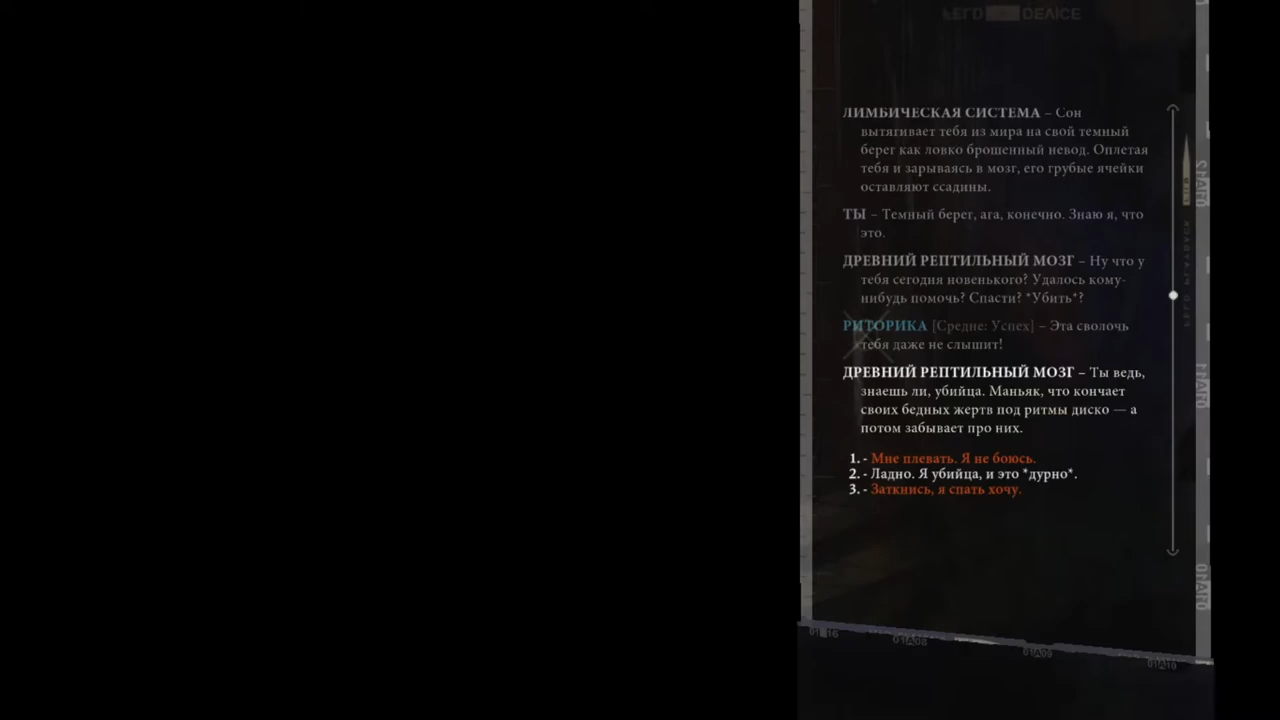 ЛИМБИЧЕСКАЯ СИСТЕМА – Сон
вытягивает тебя из мира на свой темный
берег как ловко брошенный невод. Оплетая
тебя и зарываясь в мозг, его грубые ячейки
оставляют ссадины.
ТЫ – Темный берег, ага, конечно. Знаю я, что
это.
ДРЕВНИЙ РЕПТИЛЬНЫЙ МОЗГ – Ну что у
тебя сегодня новенького? Удалось кому-
нибудь помочь? Спасти? *Убить*?
РИТОРИКА [Средне: Успех] – Эта сволочь
тебя даже не слышит!
ДРЕВНИЙ РЕПТИЛЬНЫЙ МОЗГ – Ты ведь,
знаешь ли, убийца. Маньяк, что кончает
своих бедных жертв под ритмы диско — а
потом забывает про них.
1. - Мне плевать. Я не боюсь.
2. - Ладно. Я убийца, и это *дурно*.
3. - Заткнись, я спать хочу.